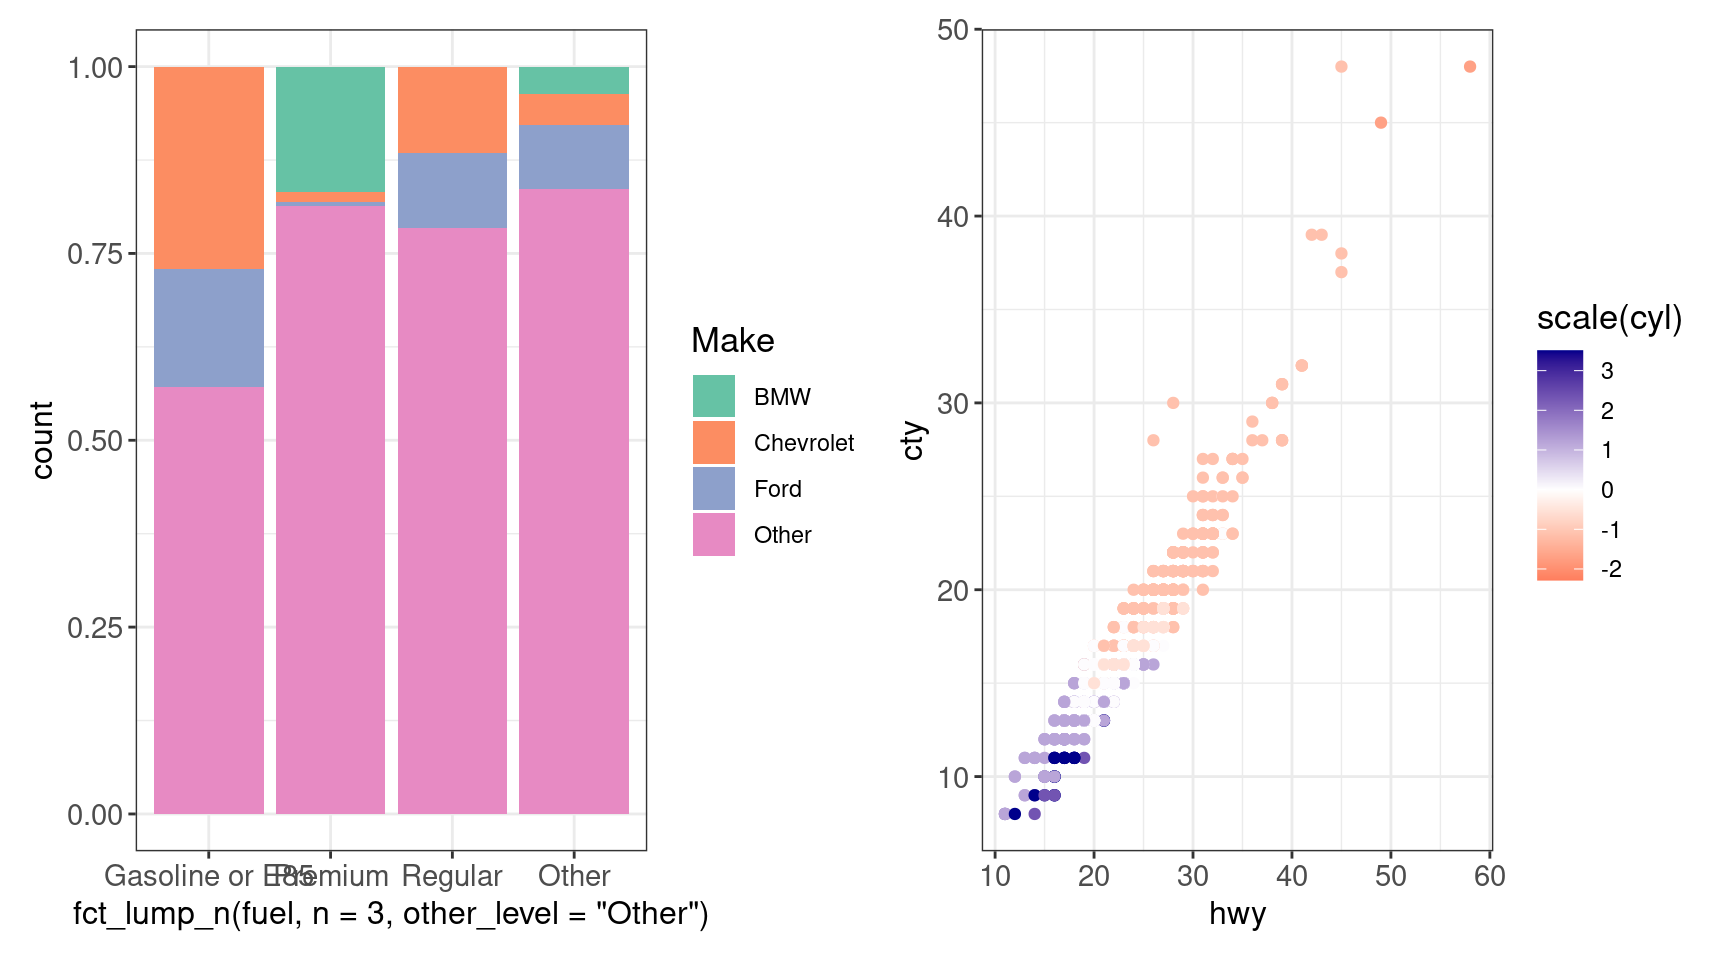 1.00
0.75
0.50
0.25
0.00
count
Gasoline or E85
Premium
Regular
Other
fct_lump_n(fuel, n = 3, other_level = "Other")
Make
BMW
Chevrolet
Ford
Other
50
40
30
20
10
cty
10 20 30 40 50 60
hwy
scale(cyl)
3
2
1
0
-1
-2